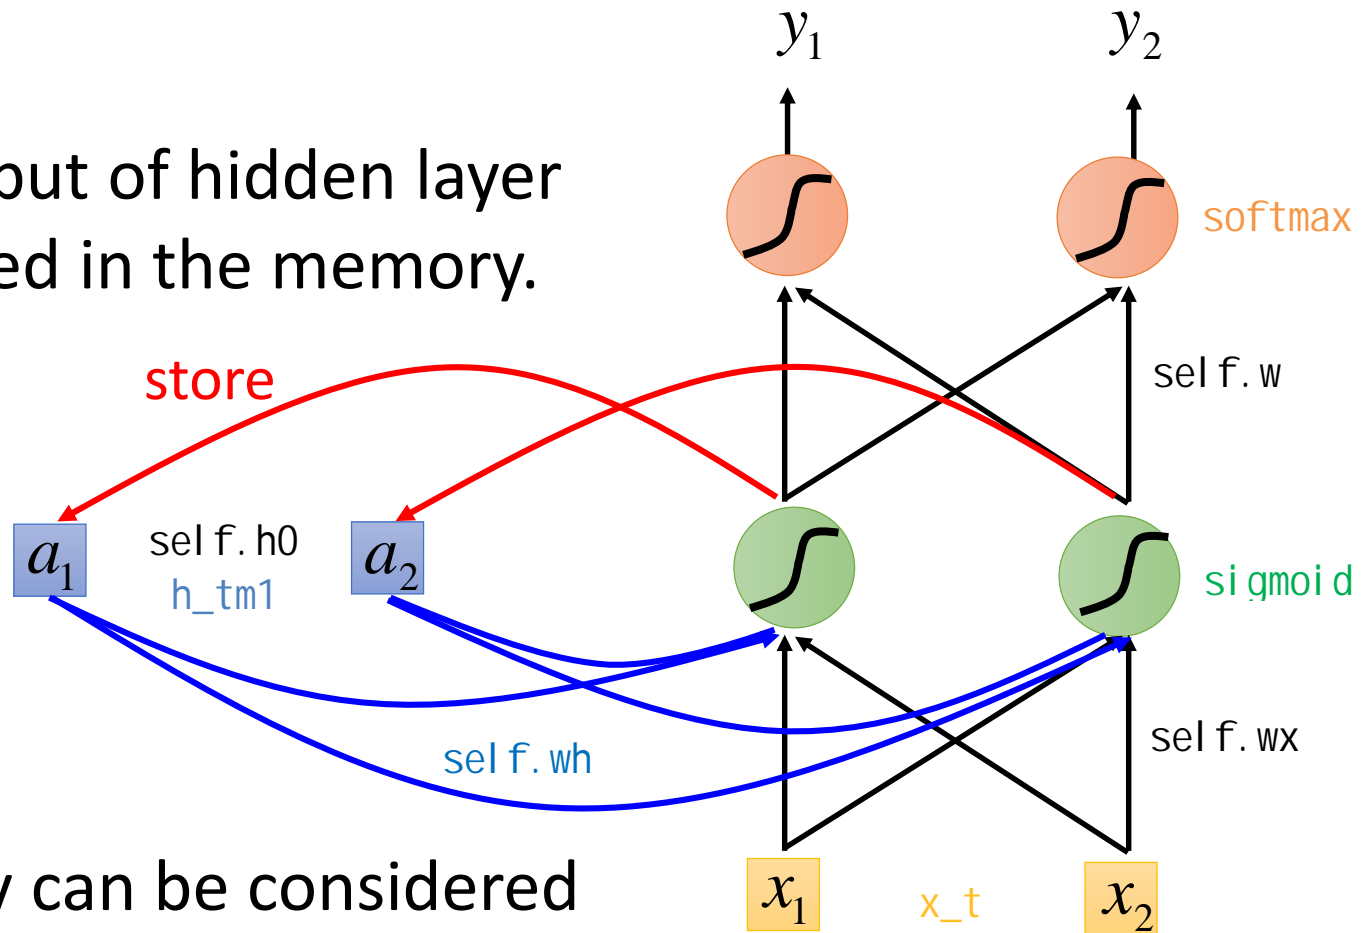 y1
y2
put of hidden layer
softmax
ed in the memory.
store
self.w
a1
self.h0
h_tm1
a2
sigmoid
self.wh
self.wx
y can be considered
x1
x_t
x2